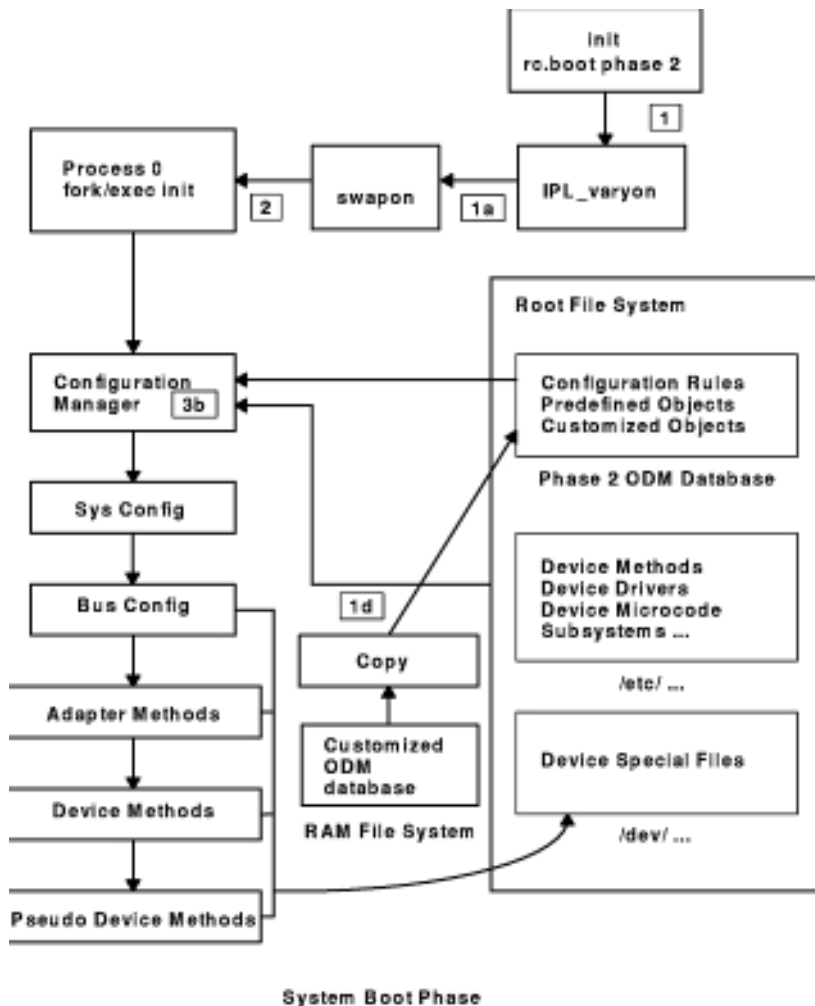 init
rc.boot phase 2
1
Process 0
fork/exec init
2
swapon
1a
IPL_varyon
Root File System
Configuration
Manager
3b
Configuration Rules
Predefined Objects
Customized Objects
Phase 2 ODM Database
Sys Config
Bus Config
1d
Device Methods
Device Drivers
Device Microcode
Subsystems ...
/etc/ ...
Copy
Adapter Methods
Customized
ODM
database
RAM File System
Device Special Files
/dev/ ...
Device Methods
Pseudo Device Methods
System Boot Phase